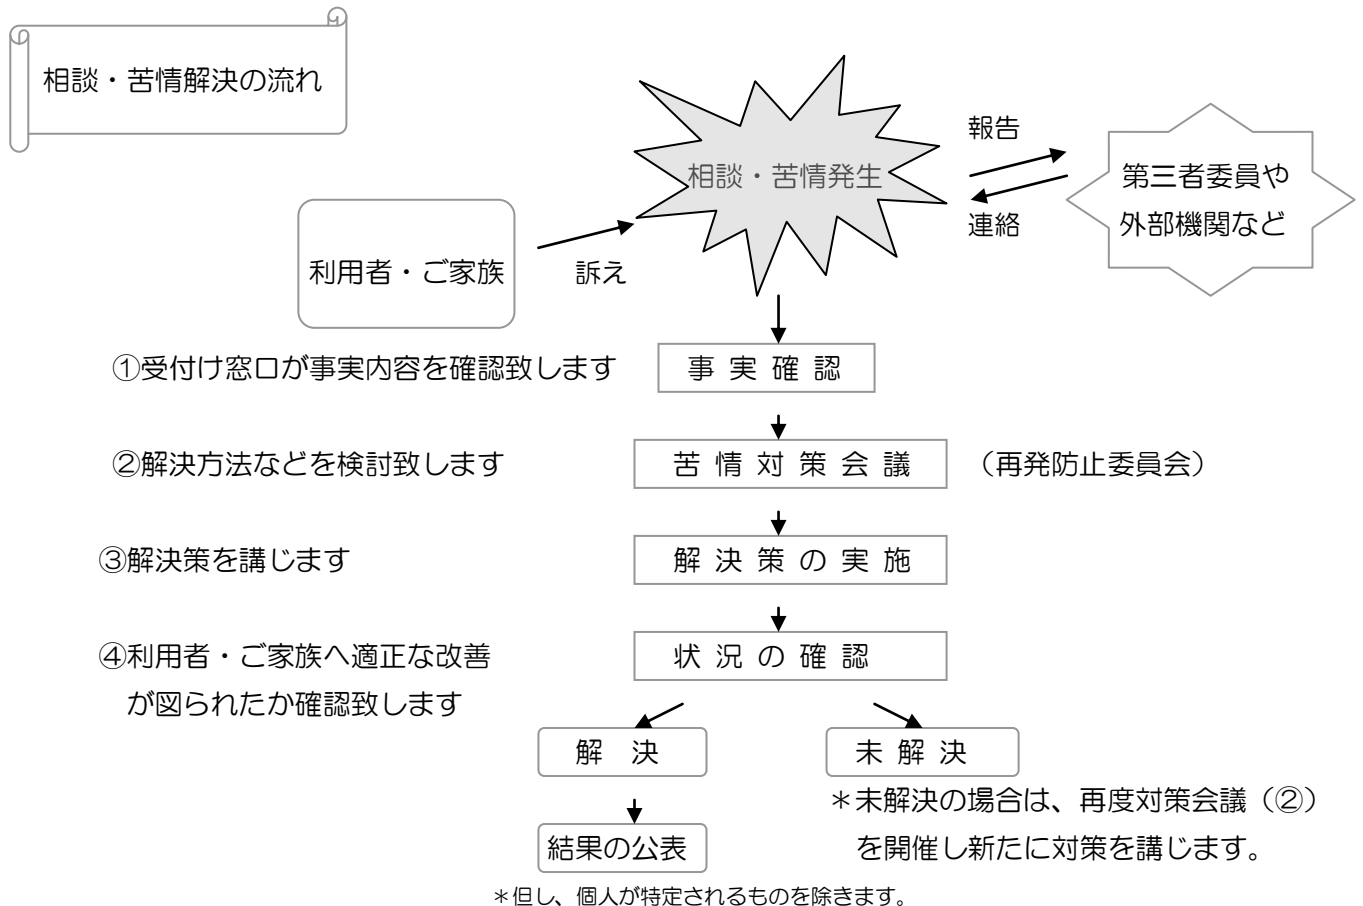 相談・苦情解決の流れ
報告
相談・苦情発生
第三者委員や
外部機関など
連絡
利用者・ご家族
訴え
①受付け窓口が事実内容を確認致します
事実確認
②解決方法などを検討致します
苦情対策会議
（再発防止委員会）
③解決策を講じます
解決策の実施
④利用者・ご家族へ適正な改善
が図られたか確認致します
状況の確認
解　決
未解決
＊未解決の場合は、再度対策会議（②）
を開催し新たに対策を講じます。
結果の公表
＊但し、個人が特定されるものを除きます。